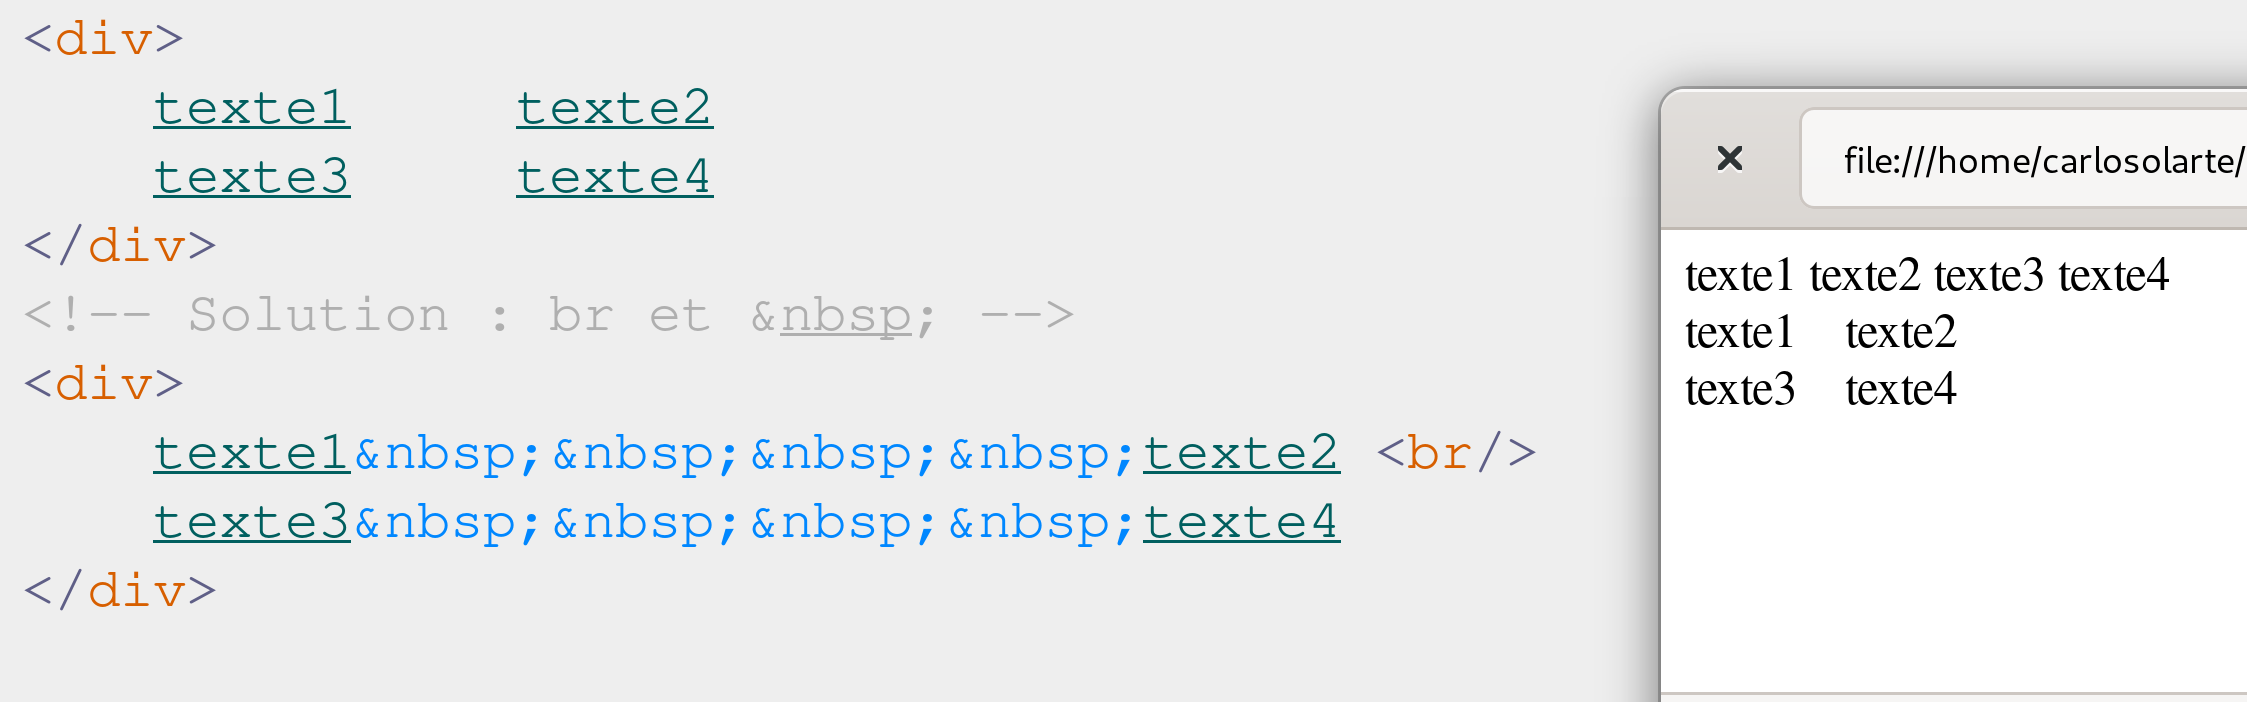 <div>
    texte1     texte2
    texte3     texte4
</div>
<!-- Solution : br et &nbsp; -->
<div>
    texte1&nbsp;&nbsp;&nbsp;&nbsp;texte2 <br/>
    texte3&nbsp;&nbsp;&nbsp;&nbsp;texte4
</div>
file:///home/carlosolarte/
texte1 texte2 texte3 texte4
texte1    texte2
texte3    texte4